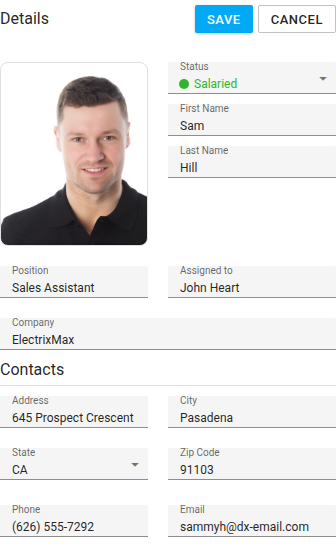 Details
SAVE
CANCEL
Status
Salaried
First Name
Sam
Last Name
Hill
Position
Sales Assistant
Assigned to
John Heart
Company
ElectrixMax
Contacts
Address
645 Prospect Crescent
City
Pasadena
State
CA
Zip Code
91103
Phone
(626) 555-7292
Email
sammyh@dx-email.com